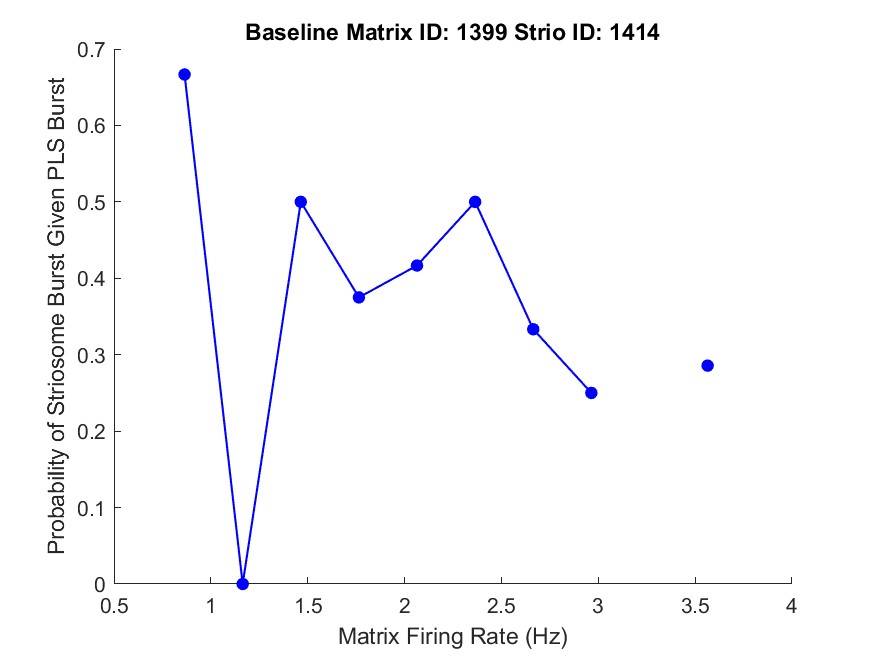 Baseline Matrix ID: 1399 Strio ID: 1414
Probability of Striosome Burst Given PLS Burst
0.7
0.6
0.5
0.4
0.3
0.2
0.1
0
0.5 1 1.5 2 2.5 3 3.5 4
Matrix Firing Rate (Hz)